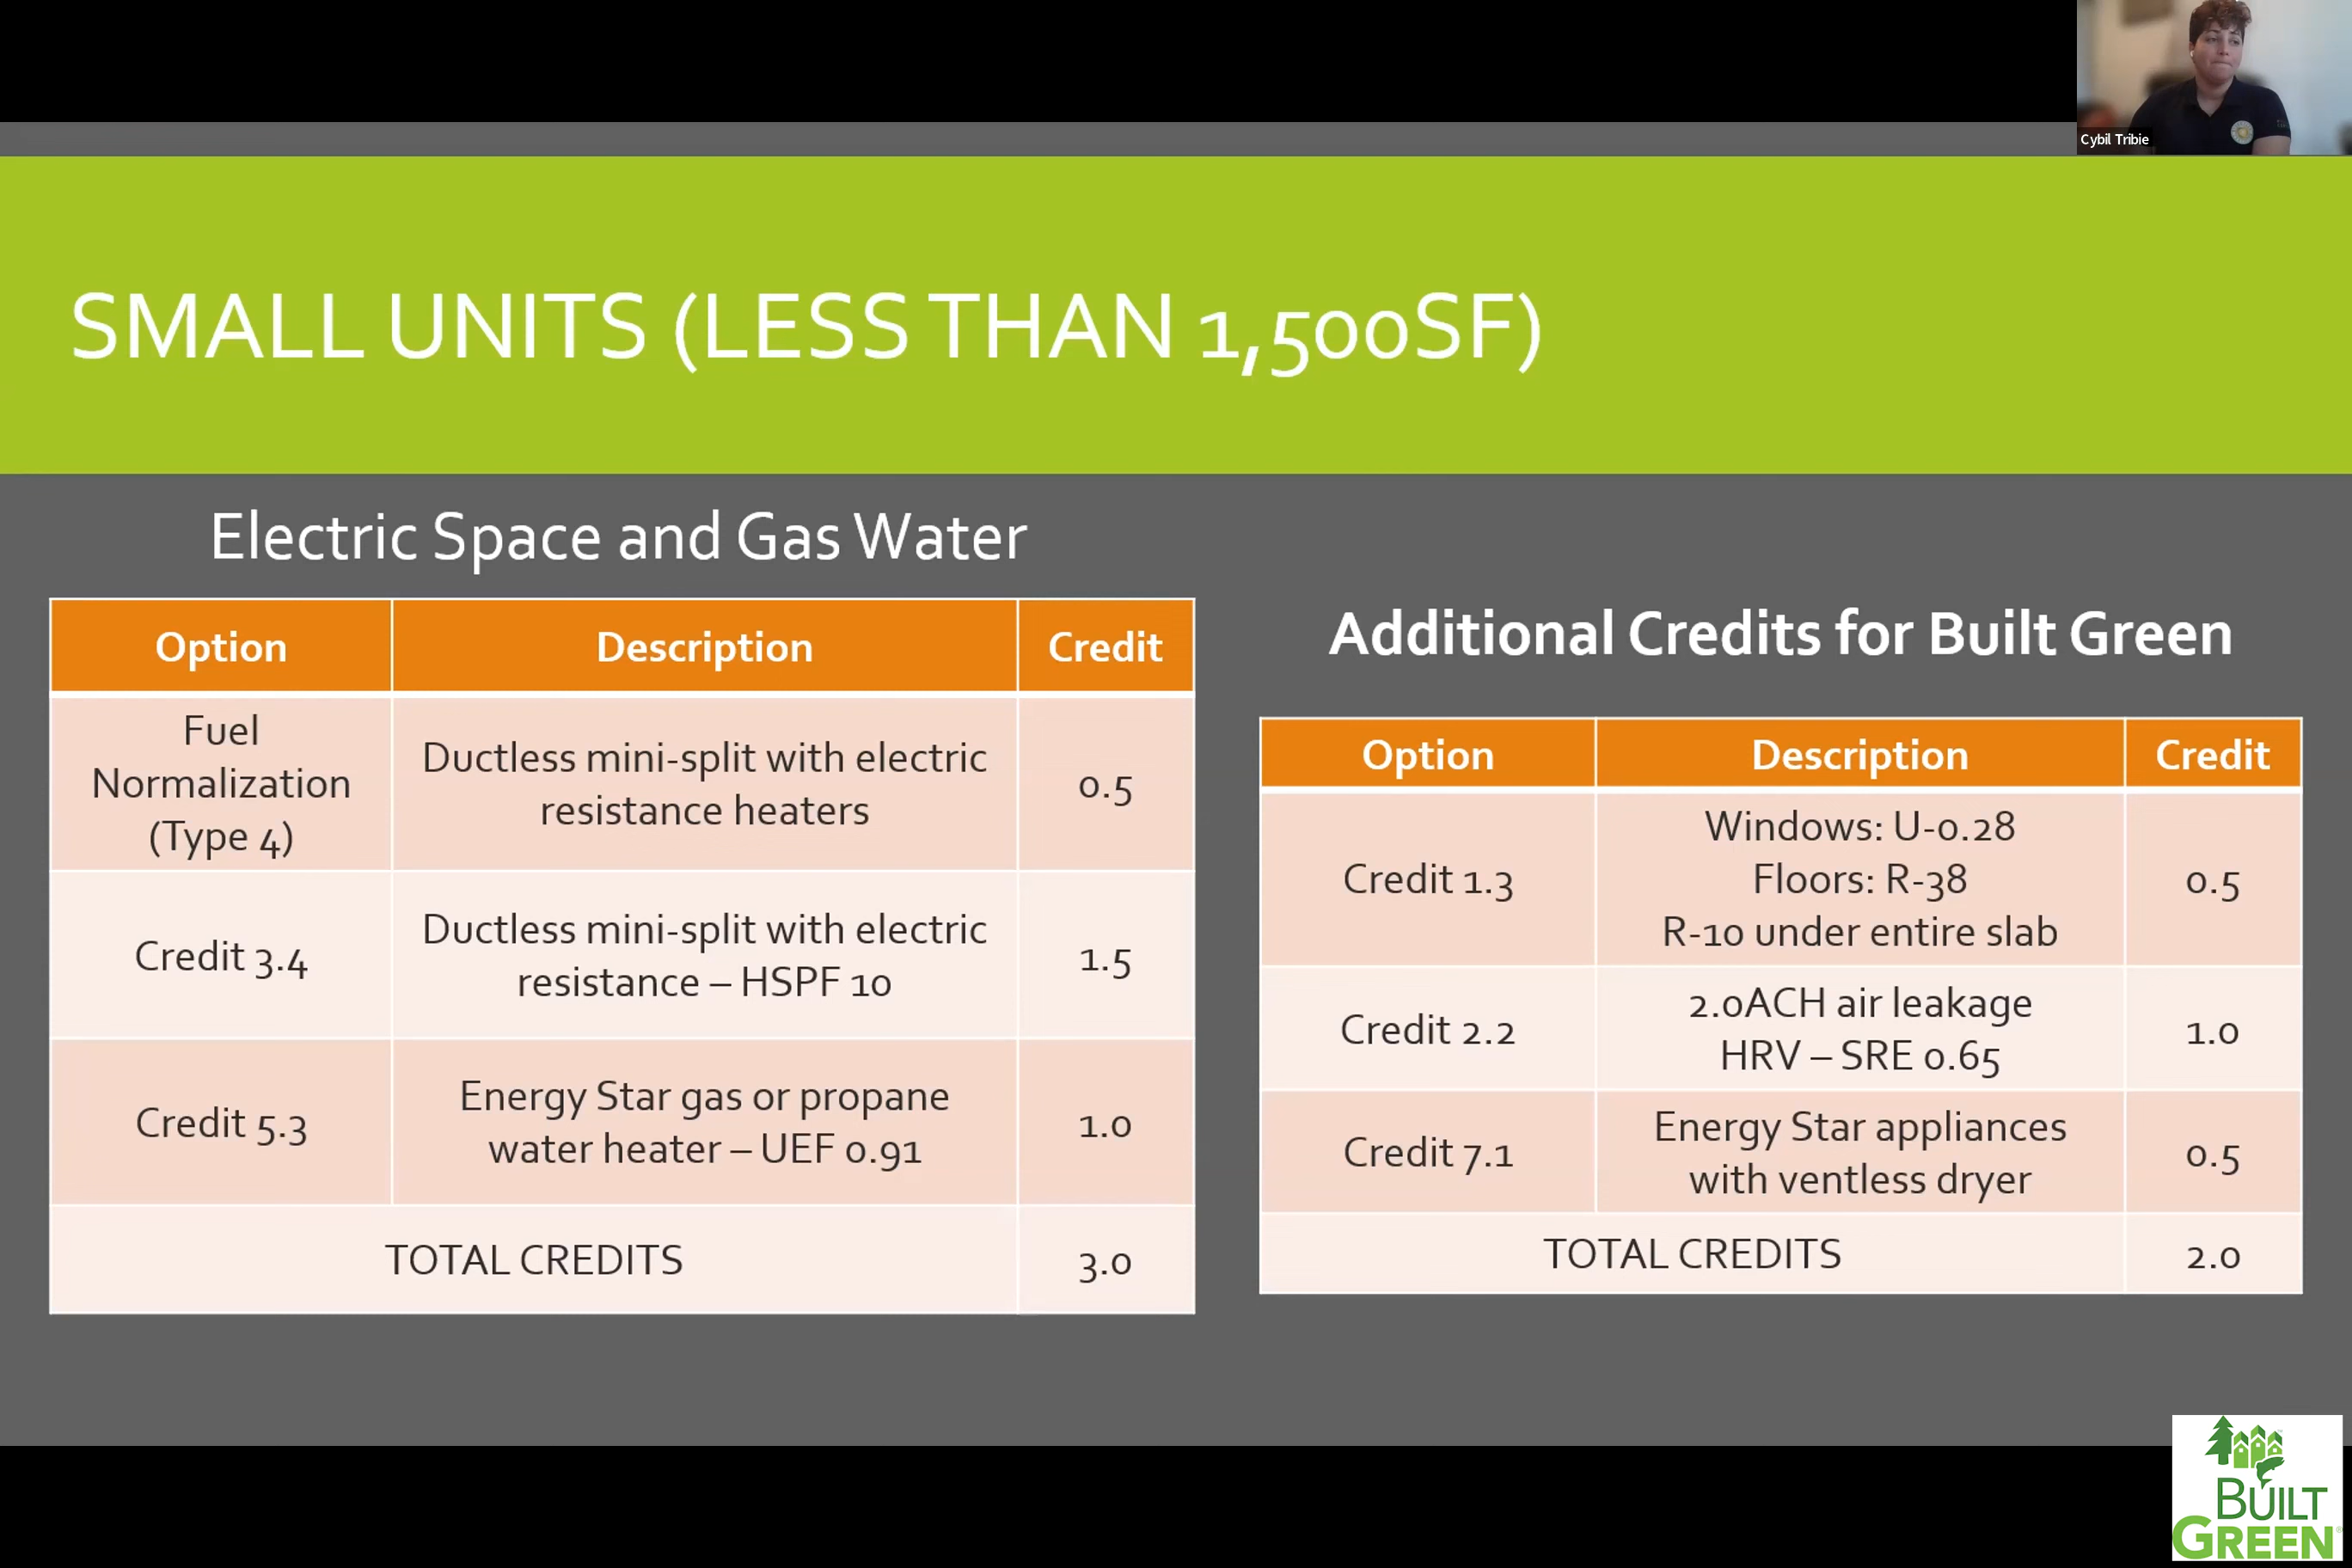 Cybil Tribie
SMALL UNITS (LESS THAN 1,500SF)
Electric Space and Gas Water
Option Description Credit
Fuel
Normalization
(Type 4)
Ductless mini-split with electric
resistance heaters
0.5
Credit 3.4
Ductless mini-split with electric
resistance – HSPF 10
1.5
Credit 5.3
Energy Star gas or propane
water heater – UEF 0.91
1.0
TOTAL CREDITS 3.0
Additional Credits for Built Green
Option Description Credit
Credit 1.3
Windows: U-0.28
Floors: R-38
R-10 under entire slab
0.5
Credit 2.2
2.0ACH air leakage
HRV – SRE 0.65
1.0
Credit 7.1
Energy Star appliances
with ventless dryer
0.5
TOTAL CREDITS 2.0
BUILT
GREEN